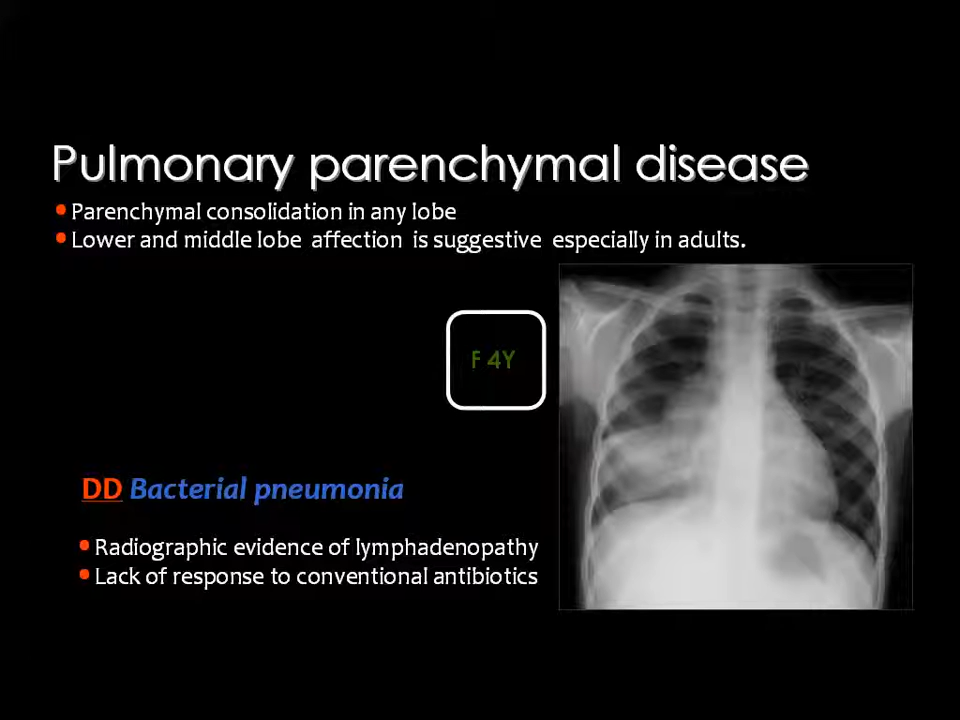 Pulmonary parenchymal disease
Parenchymal consolidation in any lobe
Lower and middle lobe affection is suggestive especially in adults.
F 4Y
DD Bacterial pneumonia
Radiographic evidence of lymphadenopathy
Lack of response to conventional antibiotics